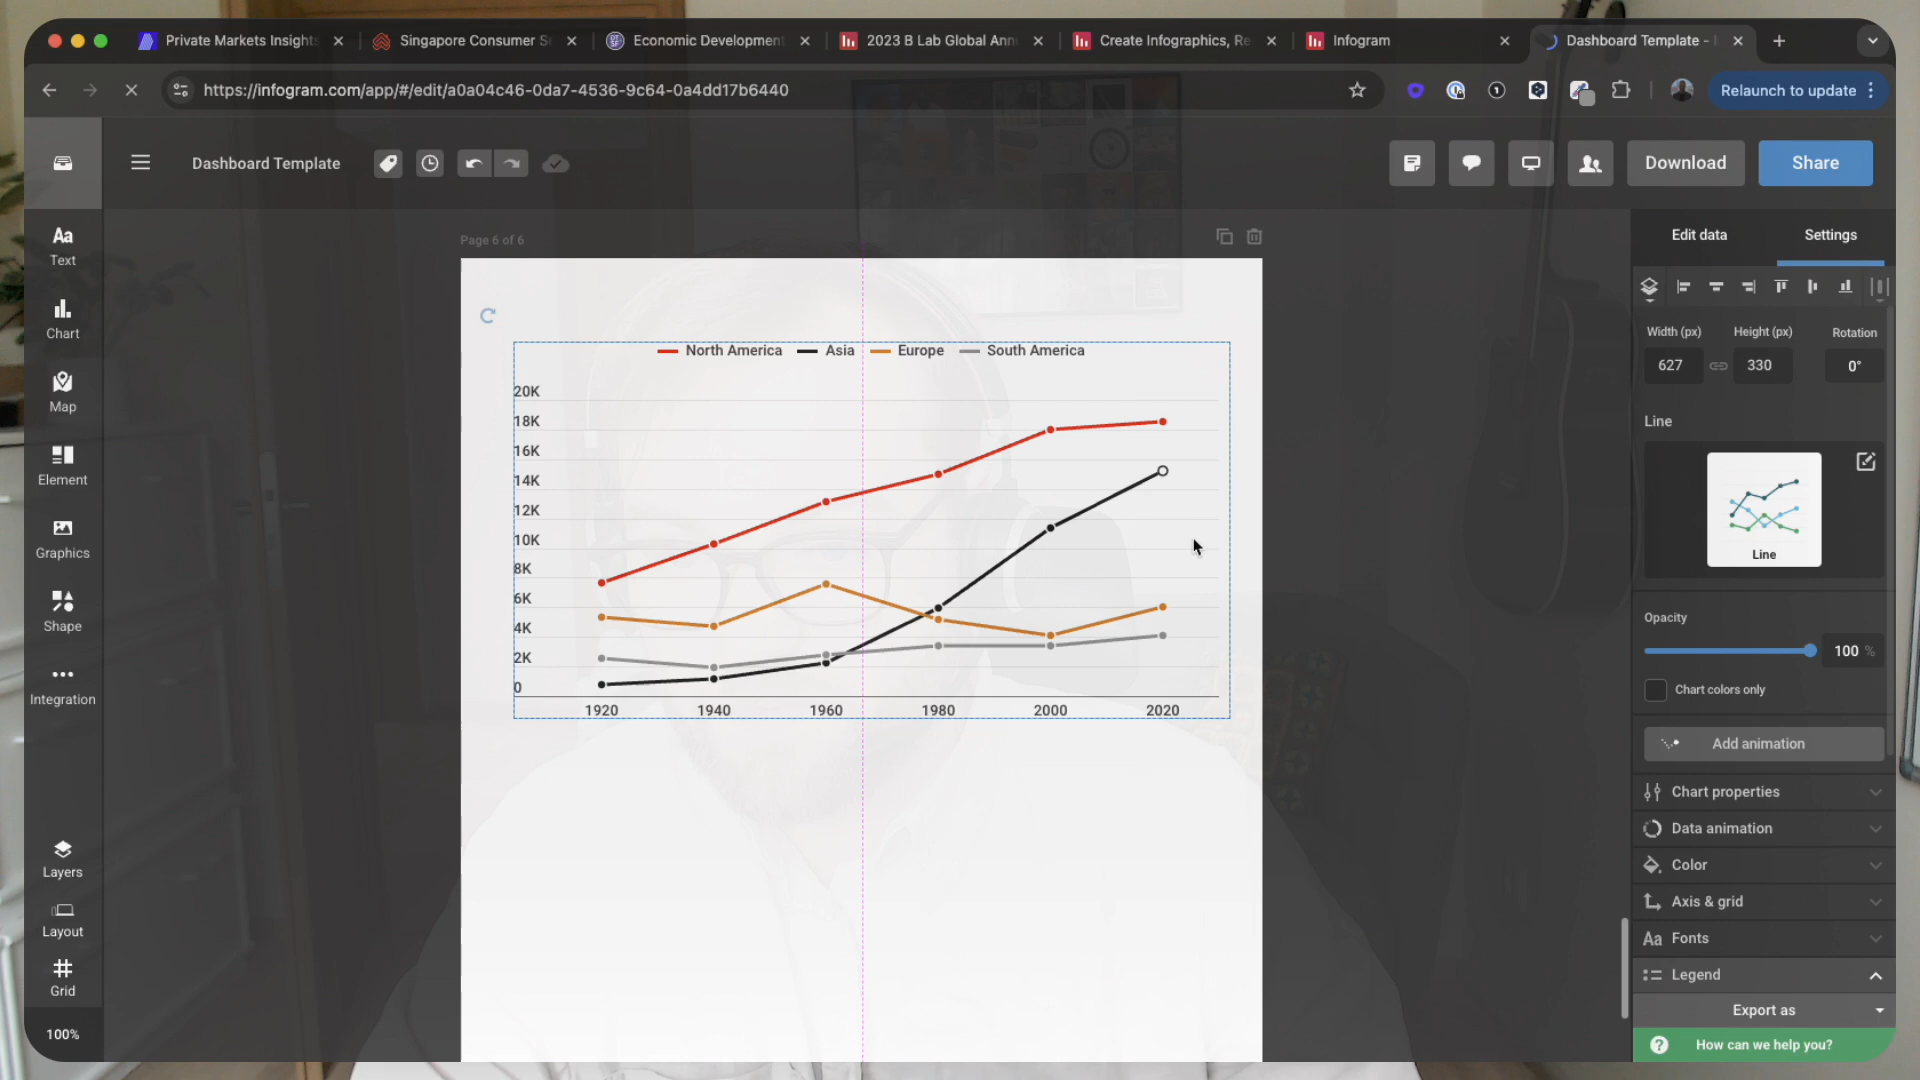 Private Markets Insights
Singapore Consumer Se
Economic Development
2023 B Lab Global Ann
Create Infographics, Re
Infogram
Dashboard Template -
https://infogram.com/app/#/edit/a0a04c46-0da7-4536-9c64-0a4dd17b6440
Relaunch to update
Dashboard Template
Download
Share
Aa
Text
Chart
Map
Element
Graphics
Shape
Integration
Layers
Layout
Grid
100%
Page 6 of 6
North America
Asia
Europe
South America
20K
18K
16K
14K
12K
10K
8K
6K
4K
2K
0
1920
1940
1960
1980
2000
2020
Edit data
Settings
Width (px)
Height (px)
Rotation
627
330
0°
Line
Line
Opacity
100 %
Chart colors only
Add animation
Chart properties
Data animation
Color
Axis & grid
Aa Fonts
Legend
Export as
? How can we help you?